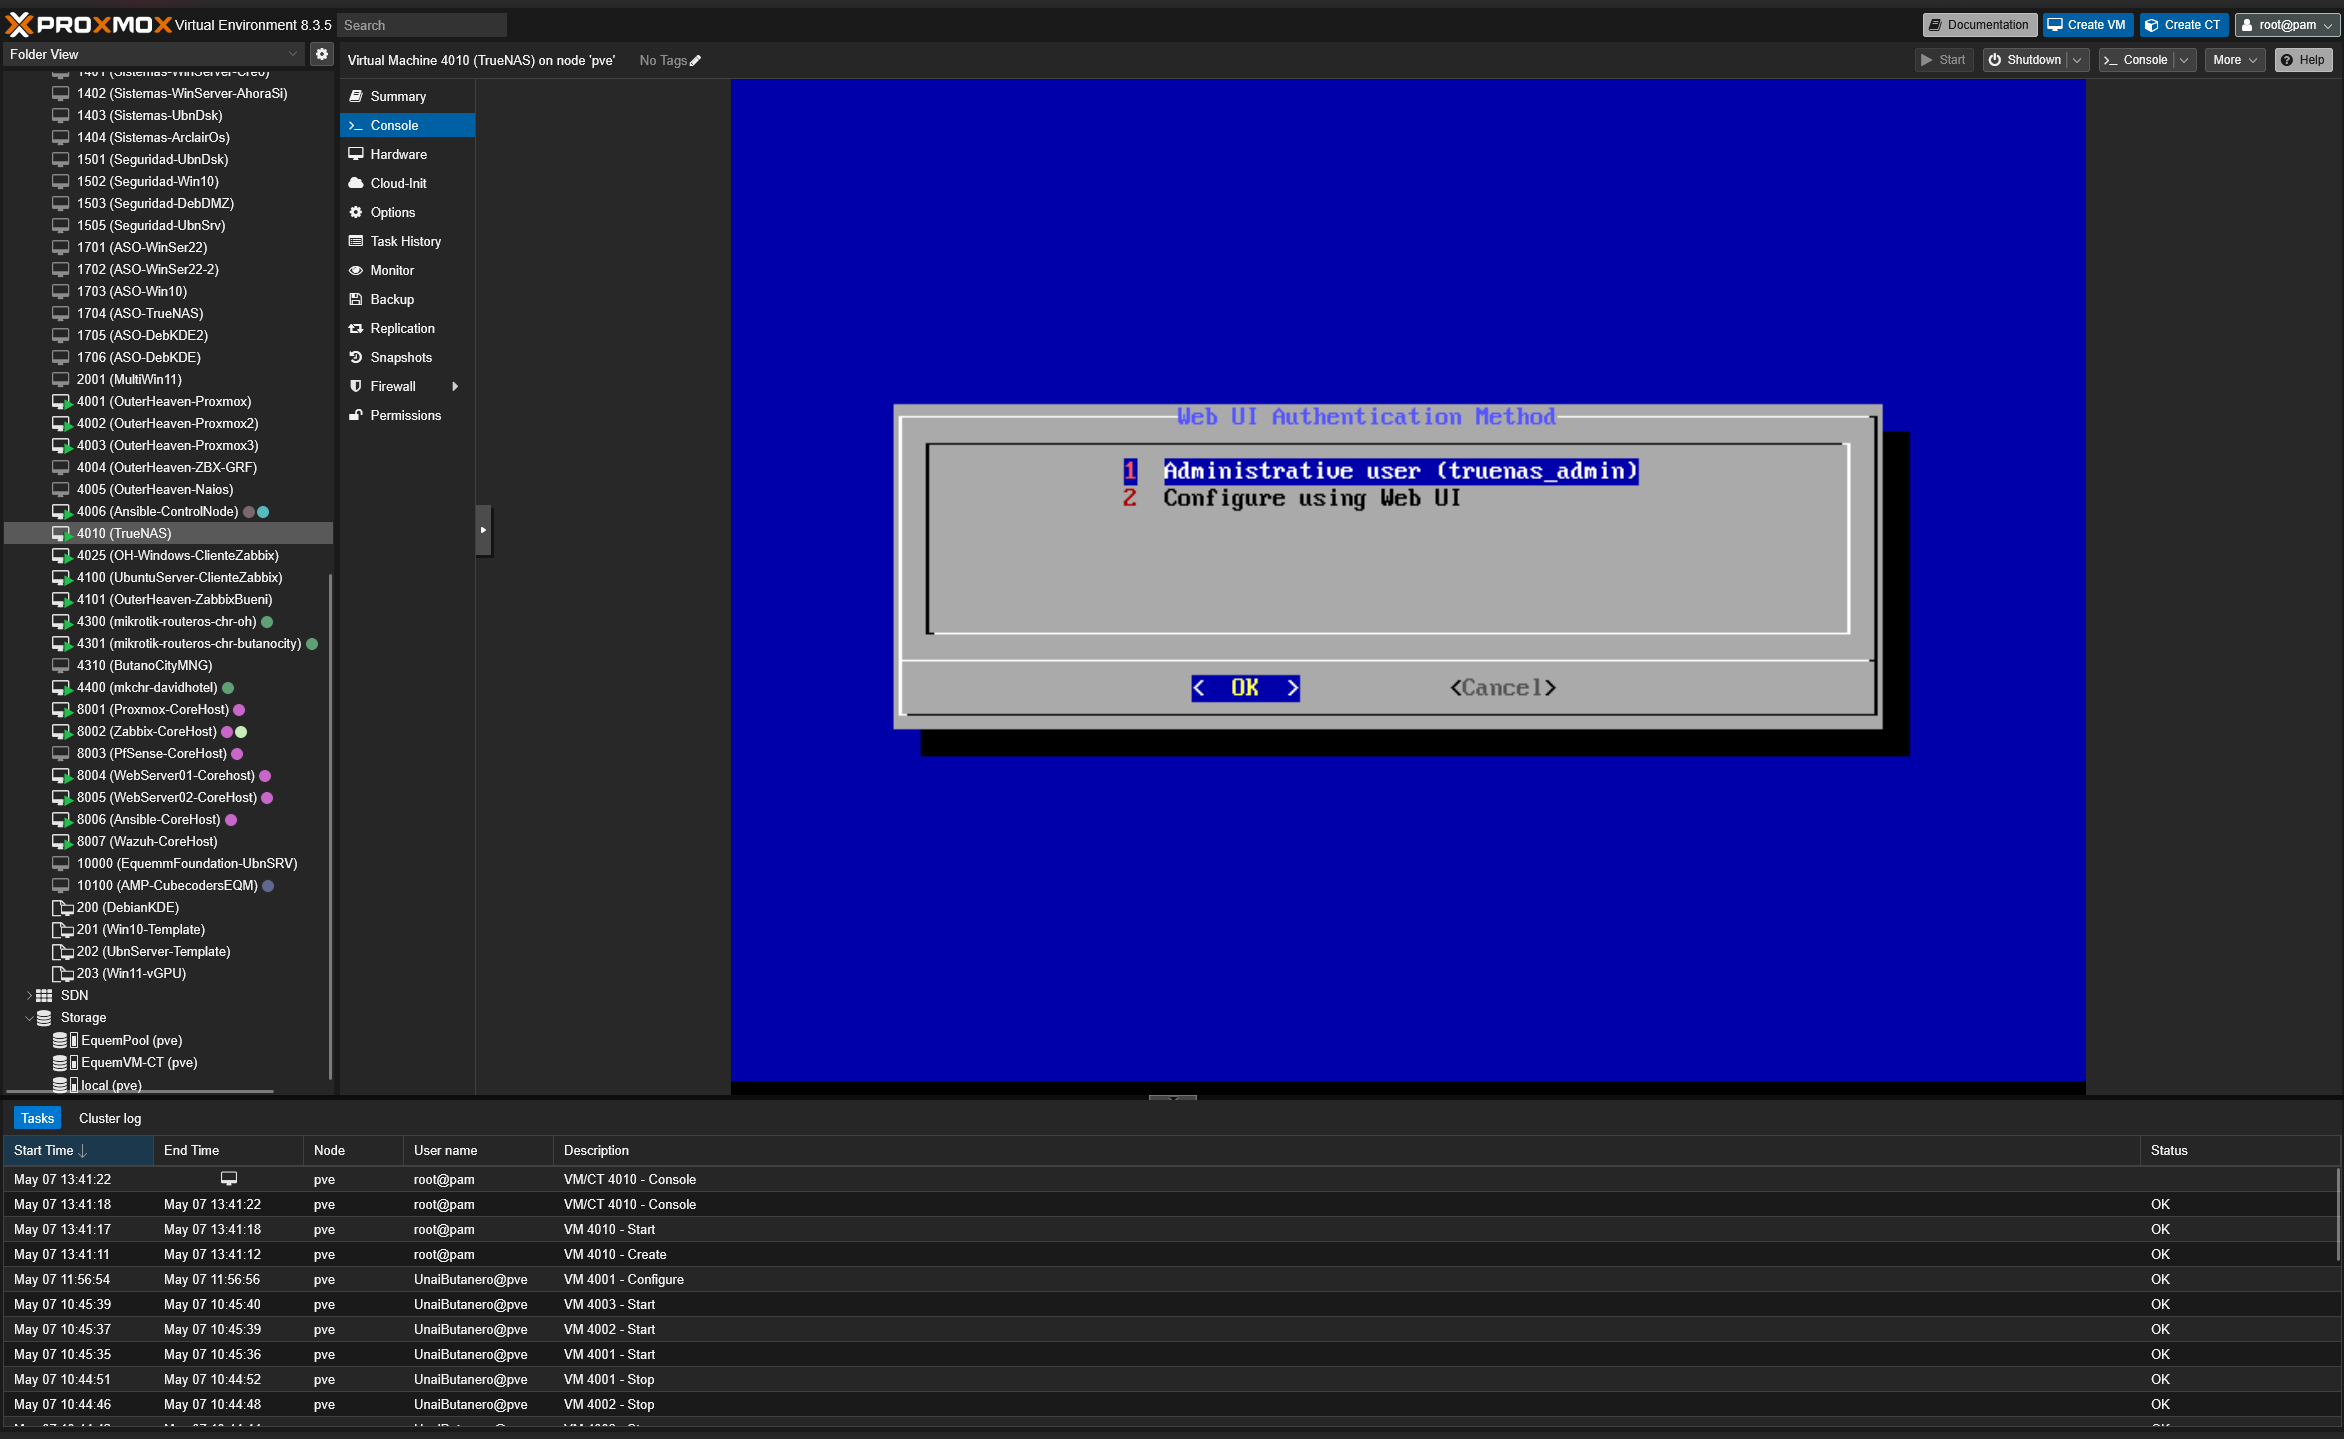 PROXMOX Virtual Environment 8.3.5 Search Documentation Create VM Create CT root@pam
Folder View
Virtual Machine 4010 (TrueNAS) on node 'pve' No Tags Start Shutdown Console More Help
1401 (Sistemas-WinServer-Creo)
1402 (Sistemas-WinServer-AhoraSi)
1403 (Sistemas-UbnDsk)
1404 (Sistemas-ArclairOs)
1501 (Seguridad-UbnDsk)
1502 (Seguridad-Win10)
1503 (Seguridad-DebDMZ)
1505 (Seguridad-UbnSrv)
1701 (ASO-WinSer22)
1702 (ASO-WinSer22-2)
1703 (ASO-Win10)
1704 (ASO-TrueNAS)
1705 (ASO-DebKDE2)
1706 (ASO-DebKDE)
2001 (MultiWin11)
4001 (OuterHeaven-Proxmox)
4002 (OuterHeaven-Proxmox2)
4003 (OuterHeaven-Proxmox3)
4004 (OuterHeaven-ZBX-GRF)
4005 (OuterHeaven-Naios)
4006 (Ansible-ControlNode)
4010 (TrueNAS)
4025 (OH-Windows-ClienteZabbix)
4100 (UbuntuServer-ClienteZabbix)
4101 (OuterHeaven-ZabbixBueni)
4300 (mikrotik-routeros-chr-oh)
4301 (mikrotik-routeros-chr-butanocity)
4310 (ButanoCityMNG)
4400 (mkchr-davidhotel)
8001 (Proxmox-CoreHost)
8002 (Zabbix-CoreHost)
8003 (PfSense-CoreHost)
8004 (WebServer01-Corehost)
8005 (WebServer02-CoreHost)
8006 (Ansible-CoreHost)
8007 (Wazuh-CoreHost)
10000 (EquemmFoundation-UbnSRV)
10100 (AMP-CubecodersEQM)
200 (DebianKDE)
201 (Win10-Template)
202 (UbnServer-Template)
203 (Win11-vGPU)
SDN
Storage
EquemPool (pve)
EquemVM-CT (pve)
local (pve)
Summary
Console
Hardware
Cloud-Init
Options
Task History
Monitor
Backup
Replication
Snapshots
Firewall
Permissions
Web UI Authentication Method
1 Administrative user (truenas_admin)
2 Configure using Web UI
< OK > <Cancel>
Tasks Cluster log
Start Time End Time Node User name Description Status
May 07 13:41:22 pve root@pam VM/CT 4010 - Console
May 07 13:41:18 May 07 13:41:22 pve root@pam VM/CT 4010 - Console OK
May 07 13:41:17 May 07 13:41:18 pve root@pam VM 4010 - Start OK
May 07 13:41:11 May 07 13:41:12 pve root@pam VM 4010 - Create OK
May 07 11:56:54 May 07 11:56:56 pve UnaiButanero@pve VM 4001 - Configure OK
May 07 10:45:39 May 07 10:45:40 pve UnaiButanero@pve VM 4003 - Start OK
May 07 10:45:37 May 07 10:45:39 pve UnaiButanero@pve VM 4002 - Start OK
May 07 10:45:35 May 07 10:45:36 pve UnaiButanero@pve VM 4001 - Start OK
May 07 10:44:51 May 07 10:44:52 pve UnaiButanero@pve VM 4001 - Stop OK
May 07 10:44:46 May 07 10:44:48 pve UnaiButanero@pve VM 4002 - Stop OK